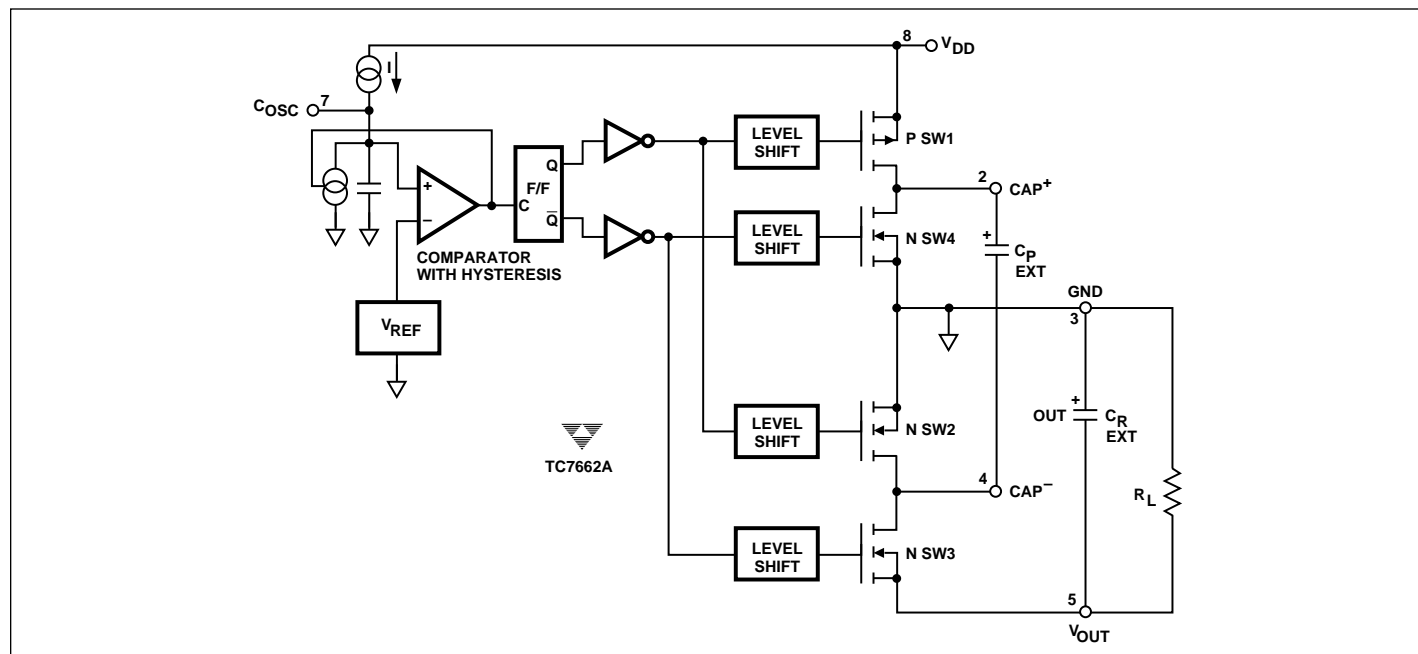 8
V_DD
I
7
C_OSC
LEVEL
SHIFT
P SW1
2
CAP+
Q
F/F
C
Q̅
+
−
LEVEL
SHIFT
N SW4
+
C_P
EXT
COMPARATOR
WITH HYSTERESIS
GND
3
V_REF
LEVEL
SHIFT
N SW2
+
OUT
C_R
EXT
TC7662A
4
CAP−
R_L
LEVEL
SHIFT
N SW3
5
V_OUT